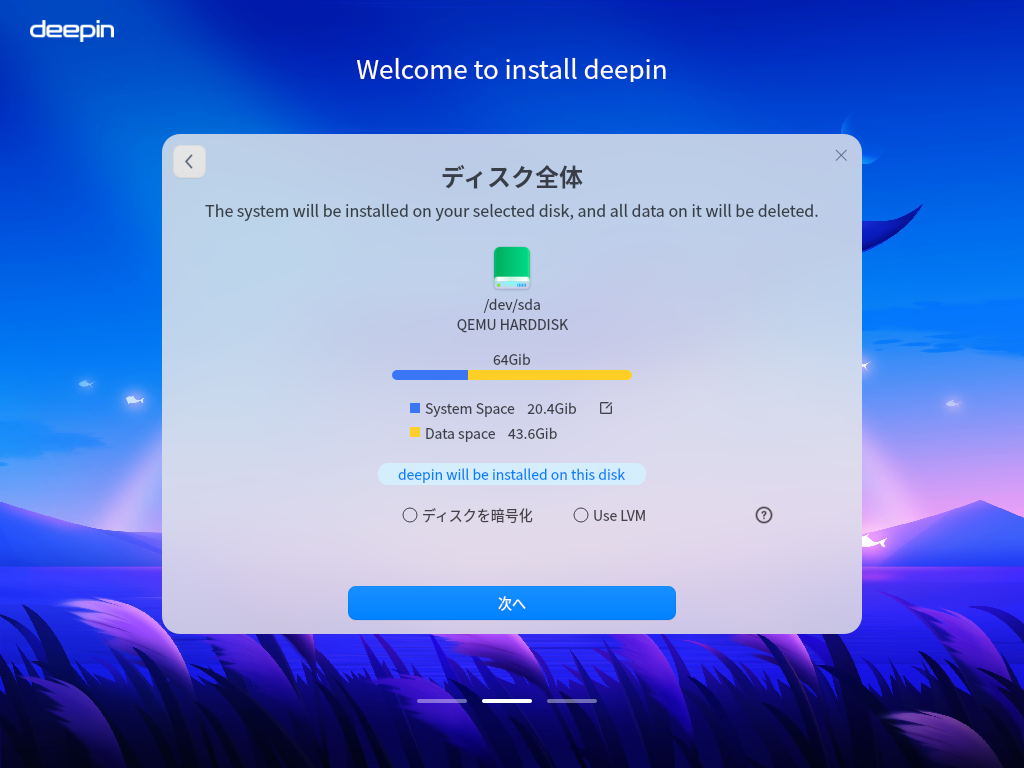 deepin
Welcome to install deepin
ディスク全体
The system will be installed on your selected disk, and all data on it will be deleted.
/dev/sda
QEMU HARDDISK
64Gib
System Space 20.4Gib
Data space 43.6Gib
deepin will be installed on this disk
ディスクを暗号化 Use LVM ?
次へ